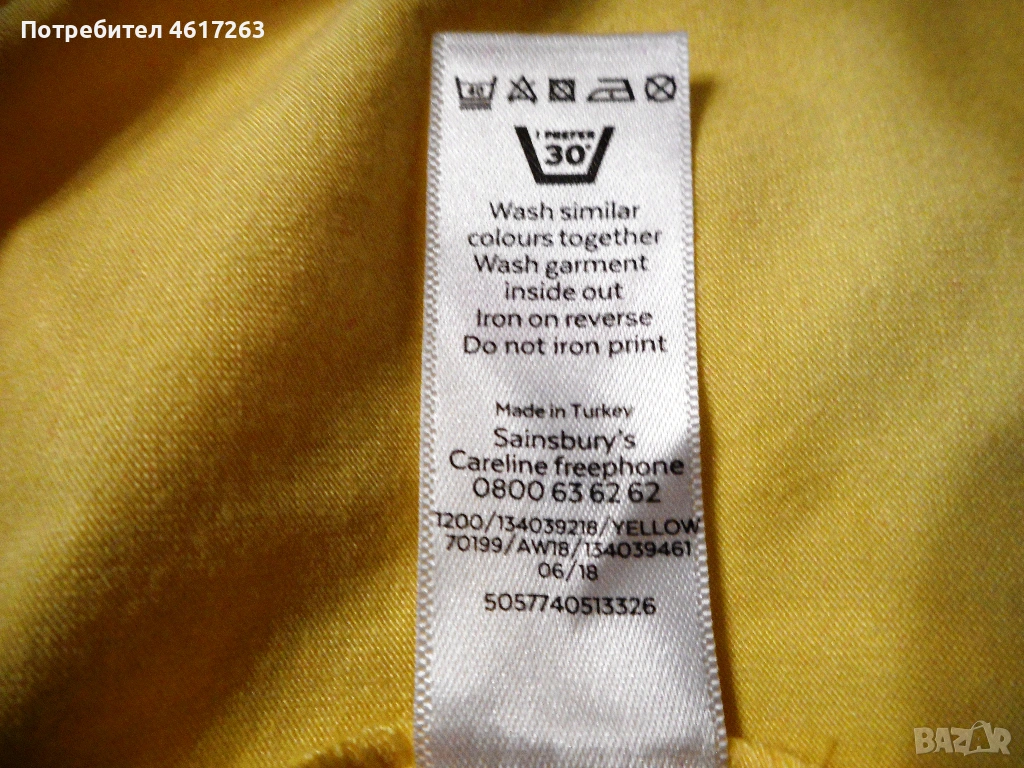 Потребител 4617263
40
I PREFER
30°
Wash similar
colours together
Wash garment
inside out
Iron on reverse
Do not iron print
Made in Turkey
Sainsbury's
Careline freephone
0800 63 62 62
1200/134039218/YELLOW
70199/AW18/134039461
06/18
5057740513326
BAZAR